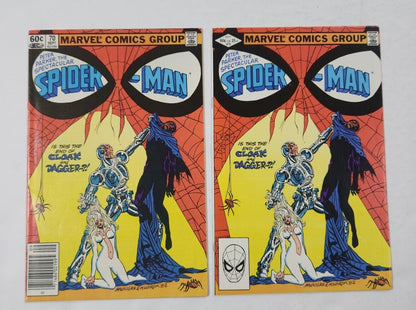 60¢
70
MARVEL COMICS GROUP
PETER PARKER, THE SPECTACULAR
SPIDER-MAN
IS THIS THE
END OF
CLOAK
AND
DAGGER--?!
MARVEL COMICS GROUP
PETER PARKER, THE SPECTACULAR
SPIDER-MAN
IS THIS THE
END OF
CLOAK
AND
DAGGER--?!